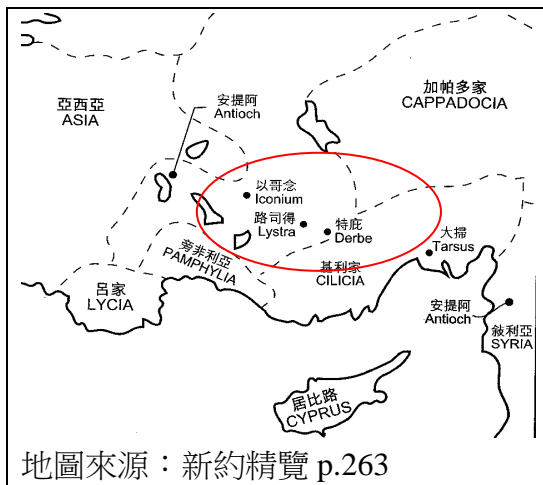 亞西亞
ASIA
安提阿
Antioch
加帕多家
CAPPADOCIA
以哥念
Iconium
路司得
Lystra
特庇
Derbe
大掃
Tarsus
旁非利亞
PAMPHYLIA
基利家
CILICIA
呂家
LYCIA
安提阿
Antioch
敍利亞
SYRIA
居比路
CYPRUS
地圖來源：新約精覽 p.263